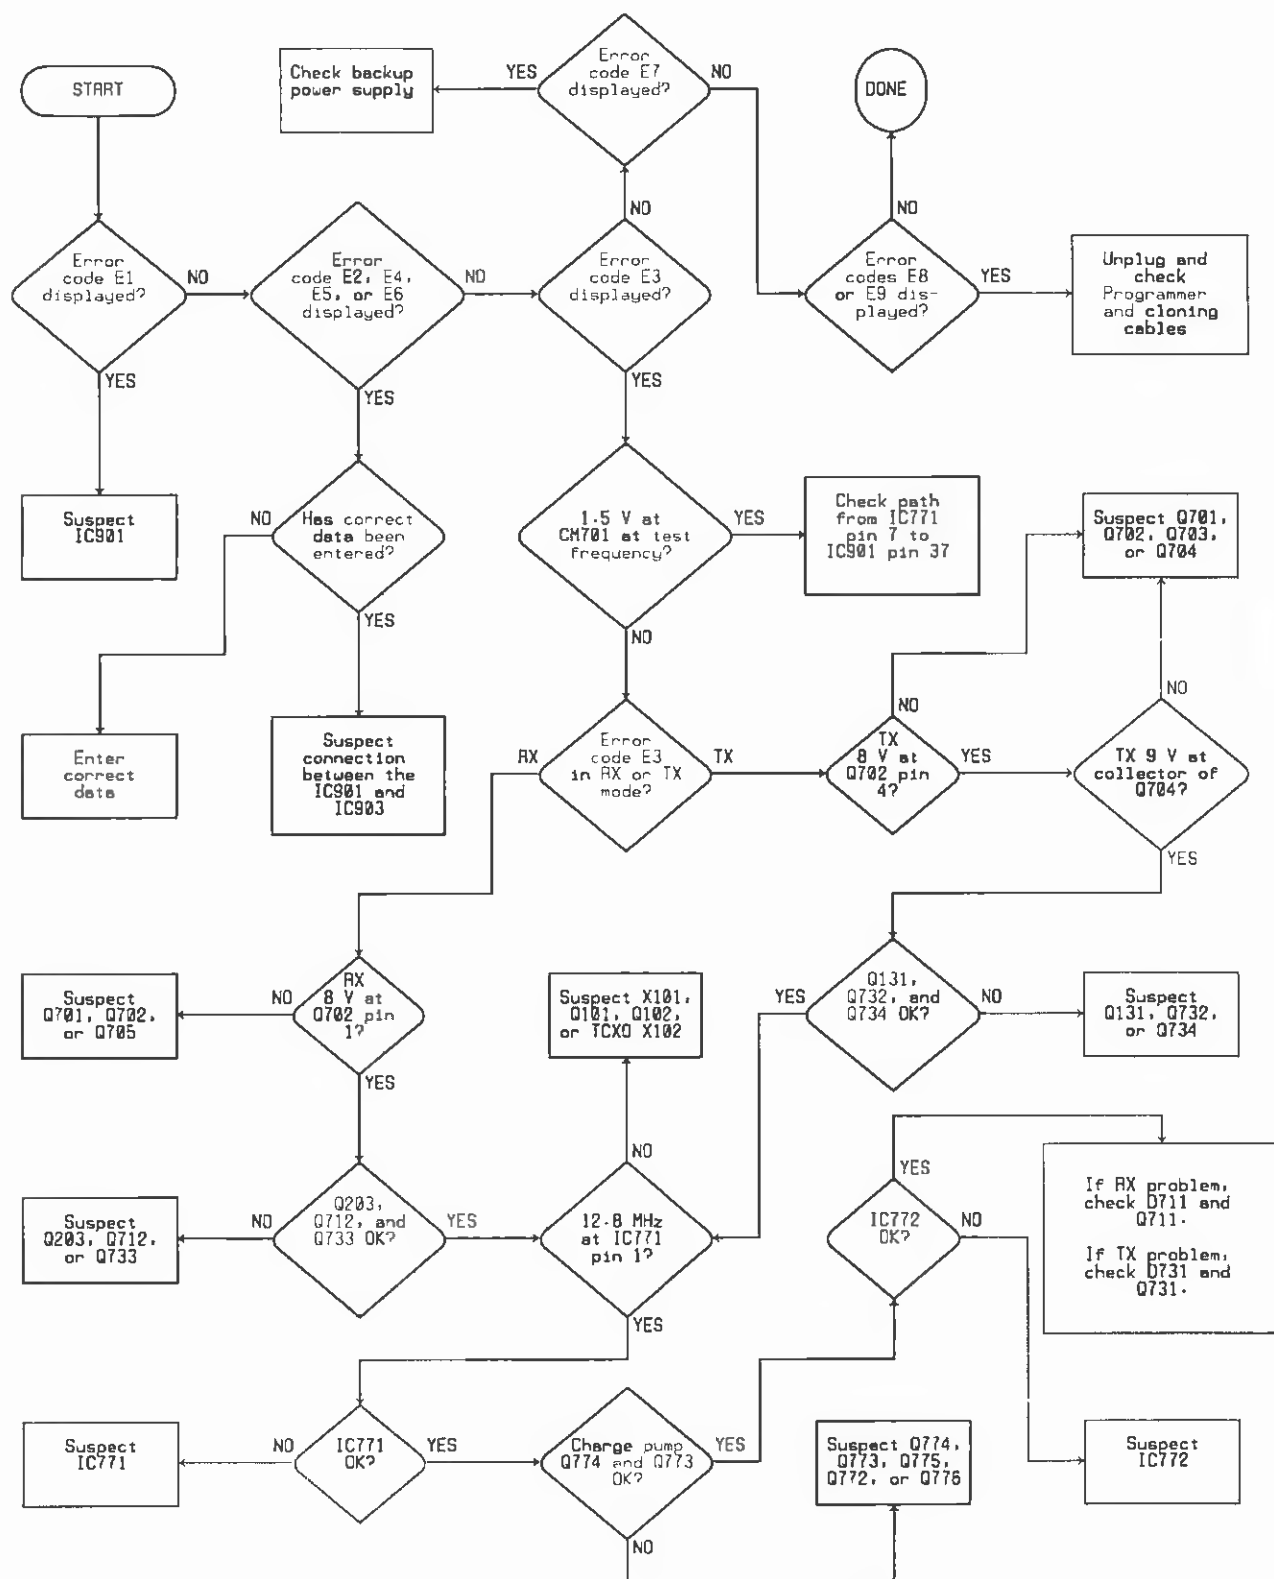 START
Check backup
power supply
YES
Error
code E7
displayed?
NO
DONE
NO
Error
code E1
displayed?
NO
YES
Error
code E2, E4,
E5, or E6
displayed?
NO
YES
NO
Error
code E3
displayed?
YES
Error
codes E8
or E9 dis-
played?
YES
Unplug and
check
Programmer
and cloning
cables
Suspect
IC901
NO
Has correct
data been
entered?
YES
1.5 V at
CM701 at test
frequency?
YES
NO
Check path
from IC771
pin 7 to
IC901 pin 37
Suspect Q701,
Q702, Q703,
or Q704
Enter
correct
data
Suspect
connection
between the
IC901 and
IC903
RX
Error
code E3
in RX or TX
mode?
TX
NO
TX
8 V at
Q702 pin
4?
YES
NO
TX 9 V at
collector of
Q704?
YES
Suspect
Q701, Q702,
or Q705
NO
RX
8 V at
Q702 pin
1?
YES
Suspect X101,
Q101, Q102,
or TCXO X102
YES
Q131,
Q732, and
Q734 OK?
NO
Suspect
Q131, Q732,
or Q734
Suspect
Q203, Q712,
or Q733
NO
Q203,
Q712, and
Q733 OK?
YES
NO
12.8 MHz
at IC771
pin 1?
YES
YES
IC772
OK?
NO
If RX problem,
check D711 and
Q711.
If TX problem,
check D731 and
Q731.
Suspect
IC771
NO
IC771
OK?
YES
Charge pump
Q774 and Q773
OK?
YES
NO
Suspect Q774,
Q773, Q775,
Q772, or Q776
Suspect
IC772